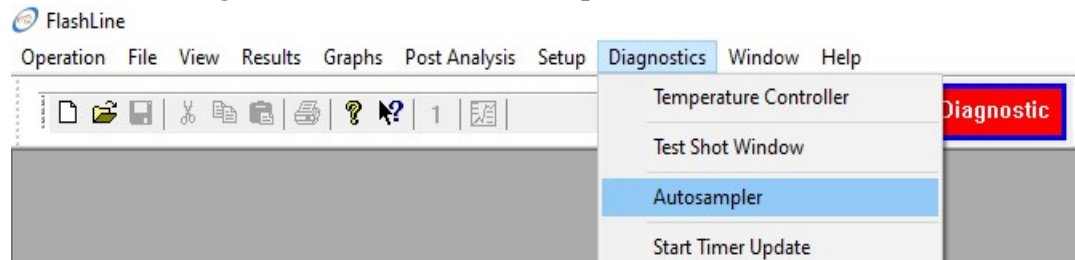 FlashLine
Operation File View Results Graphs Post Analysis Setup Diagnostics Window Help
1
Temperature Controller
Diagnostic
Test Shot Window
Autosampler
Start Timer Update